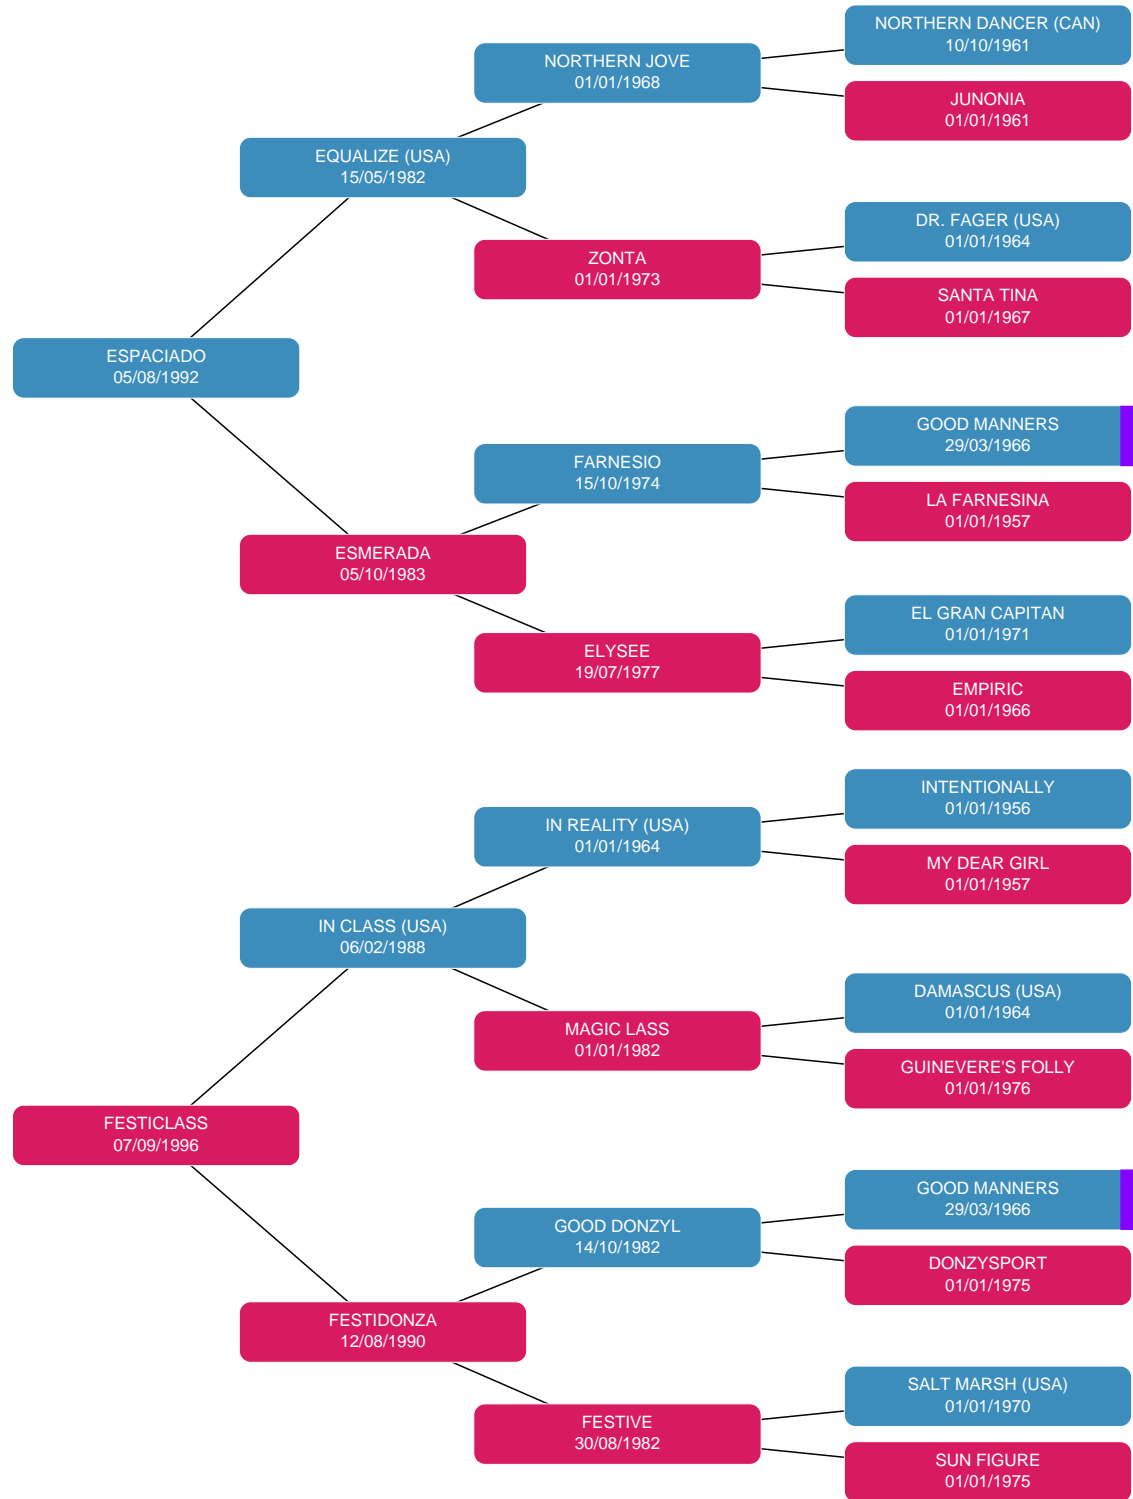 NORTHERN DANCER (CAN)
10/10/1961
NORTHERN JOVE
01/01/1968
JUNONIA
01/01/1961
EQUALIZE (USA)
15/05/1982
DR. FAGER (USA)
01/01/1964
ZONTA
01/01/1973
SANTA TINA
01/01/1967
ESPACIADO
05/08/1992
GOOD MANNERS
29/03/1966
FARNESIO
15/10/1974
LA FARNESINA
01/01/1957
ESMERADA
05/10/1983
EL GRAN CAPITAN
01/01/1971
ELYSEE
19/07/1977
EMPIRIC
01/01/1966
INTENTIONALLY
01/01/1956
IN REALITY (USA)
01/01/1964
MY DEAR GIRL
01/01/1957
IN CLASS (USA)
06/02/1988
DAMASCUS (USA)
01/01/1964
MAGIC LASS
01/01/1982
GUINEVERE'S FOLLY
01/01/1976
FESTICLASS
07/09/1996
GOOD MANNERS
29/03/1966
GOOD DONZYL
14/10/1982
DONZYSPORT
01/01/1975
FESTIDONZA
12/08/1990
SALT MARSH (USA)
01/01/1970
FESTIVE
30/08/1982
SUN FIGURE
01/01/1975